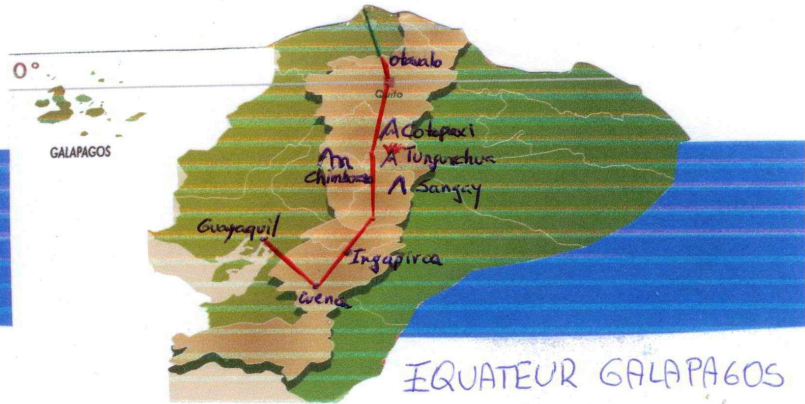 Otavalo
0°
Quito
Cotopaxi
GALAPAGOS
Tungurahua
Chimborazo
Sangay
Guayaquil
Ingapirca
Cuenca
EQUATEUR GALAPAGOS